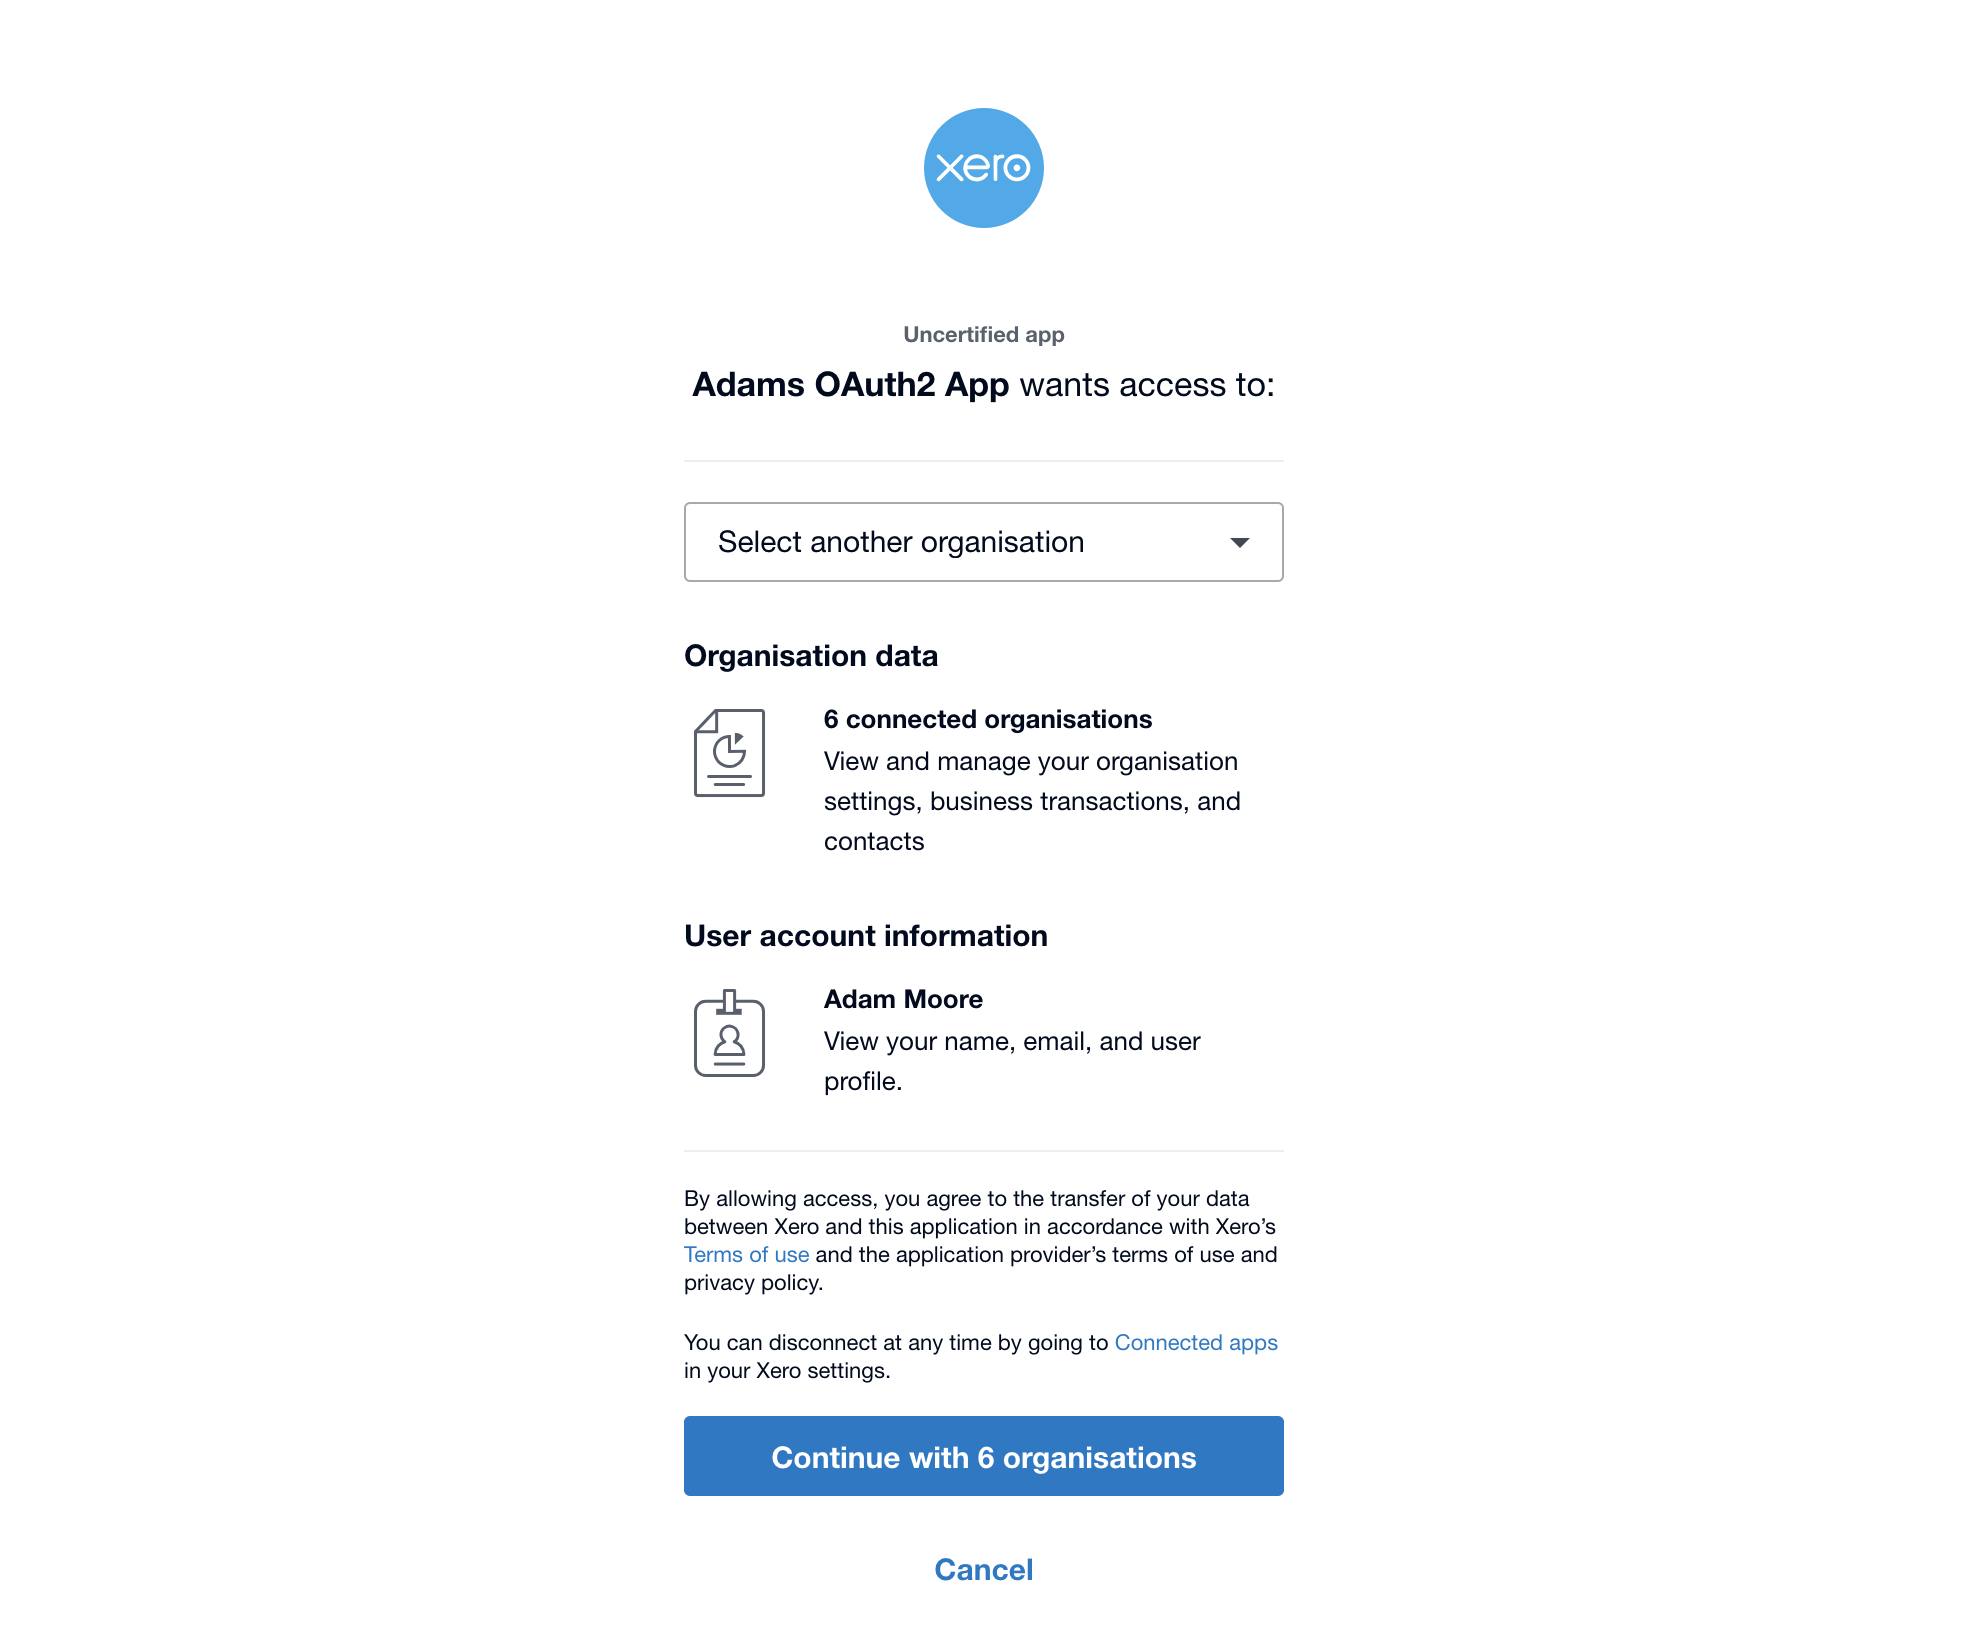 xero
Uncertified app
Adams OAuth2 App wants access to:
Select another organisation
Organisation data
6 connected organisations
View and manage your organisation
settings, business transactions, and
contacts
User account information
Adam Moore
View your name, email, and user
profile.
By allowing access, you agree to the transfer of your data
between Xero and this application in accordance with Xero’s
Terms of use and the application provider’s terms of use and
privacy policy.
You can disconnect at any time by going to Connected apps
in your Xero settings.
Continue with 6 organisations
Cancel